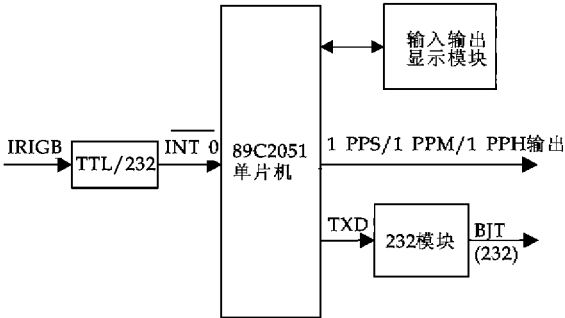 输入输出
显示模块
IRIGB
TTL/232
INT 0
89C2051
单片机
1 PPS/1 PPM/1 PPH输出
TXD
232模块
BJT
(232)